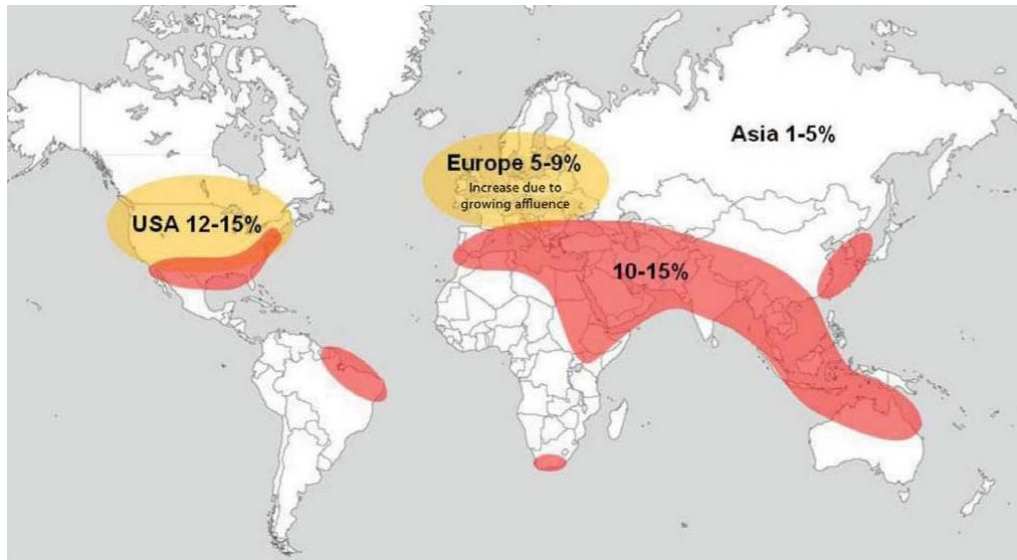 Asia 1-5%
Europe 5-9%
Increase due to
growing affluence
USA 12-15%
10-15%